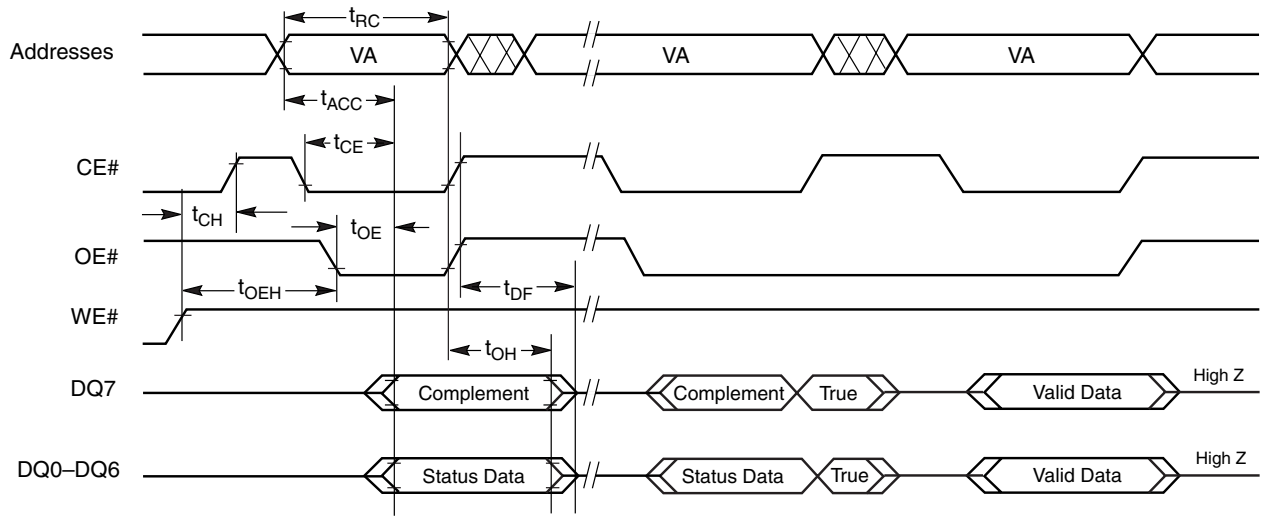 tRC
Addresses VA VA VA
tACC
tCE
CE#
tCH
tOE
OE#
tOEH
tDF
WE#
tOH
DQ7 Complement Complement True Valid Data High Z
DQ0–DQ6 Status Data Status Data True Valid Data High Z